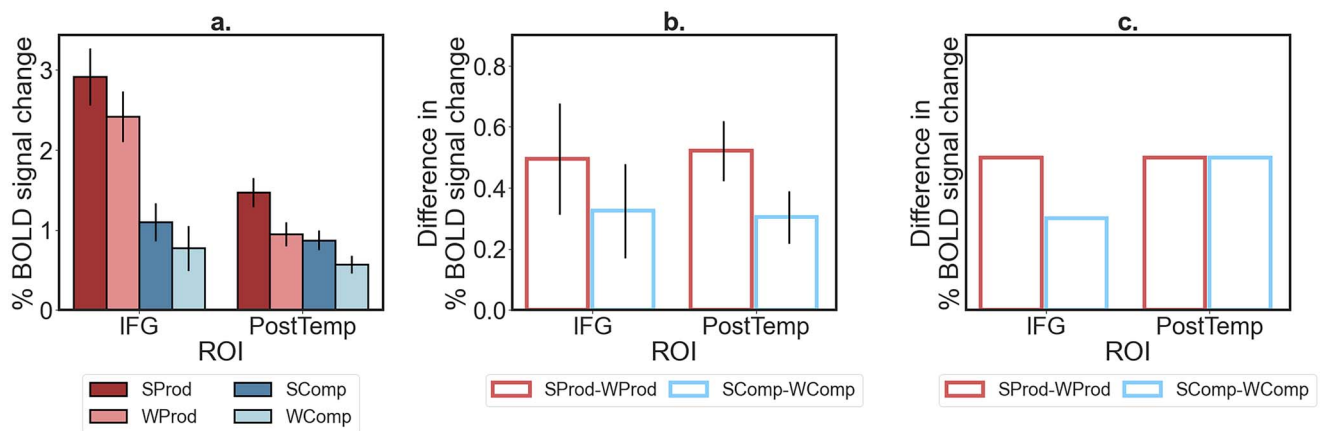 a.
% BOLD signal change
3
2
1
0
IFG
PostTemp
ROI
SProd
SComp
WProd
WComp
b.
Difference in
% BOLD signal change
0.8
0.6
0.4
0.2
0.0
IFG
PostTemp
ROI
SProd-WProd
SComp-WComp
c.
Difference in
% BOLD signal change
IFG
PostTemp
ROI
SProd-WProd
SComp-WComp